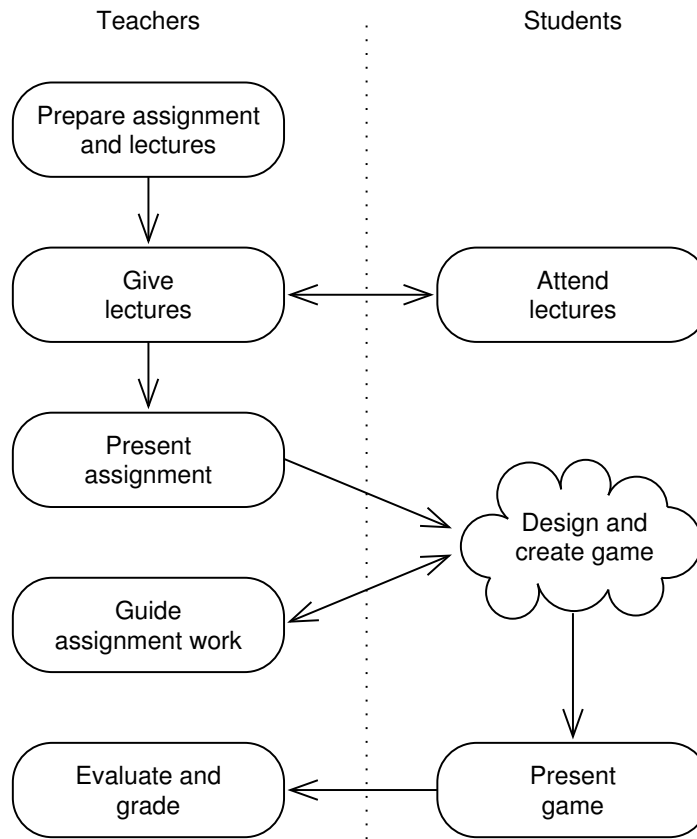 Teachers
Students
Prepare assignment
and lectures
Give
lectures
Attend
lectures
Present
assignment
Design and
create game
Guide
assignment work
Evaluate and
grade
Present
game